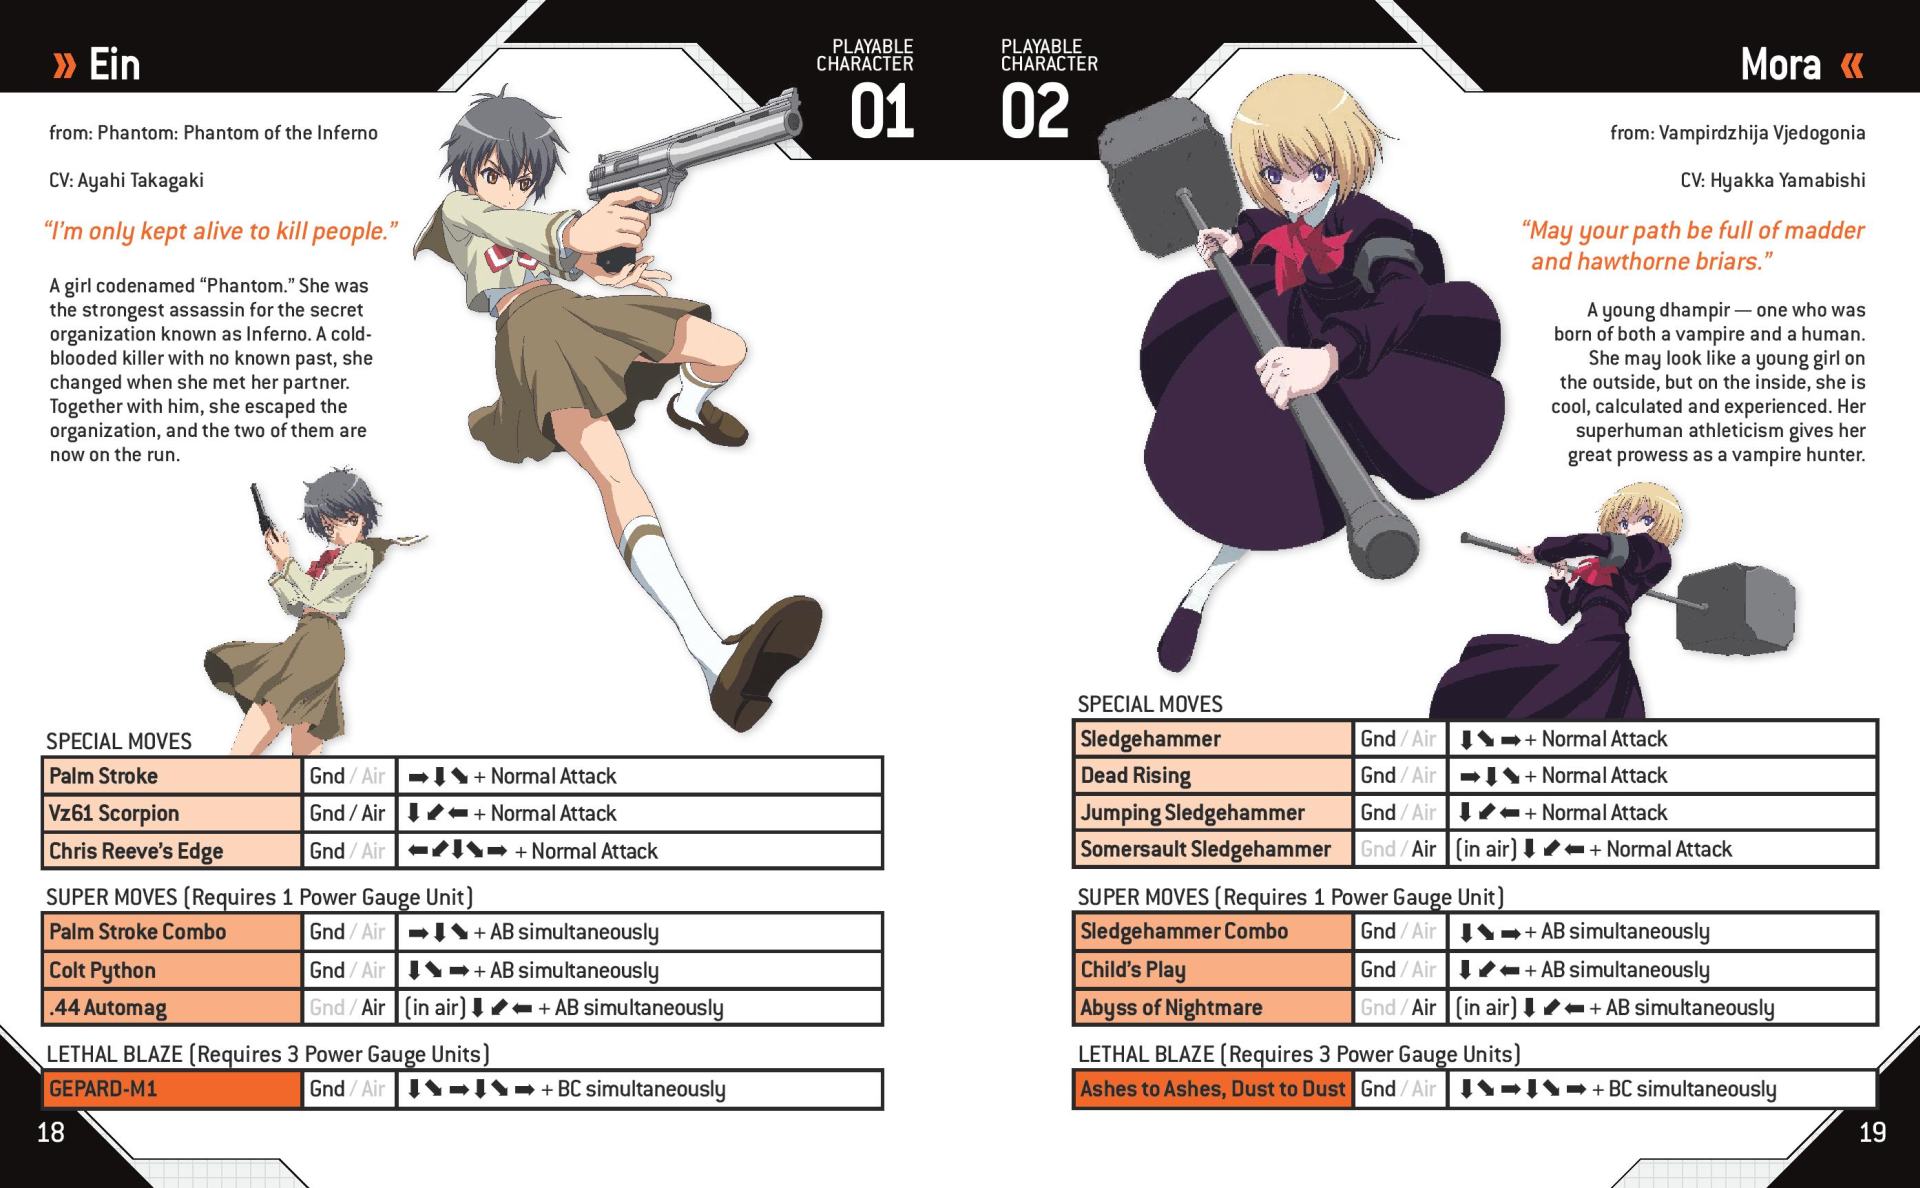 » Ein
PLAYABLE
CHARACTER
01
from: Phantom: Phantom of the Inferno
CV: Ayahi Takagaki
“I’m only kept alive to kill people.”
A girl codenamed “Phantom.” She was
the strongest assassin for the secret
organization known as Inferno. A cold-
blooded killer with no known past, she
changed when she met her partner.
Together with him, she escaped the
organization, and the two of them are
now on the run.
SPECIAL MOVES
Palm Stroke Gnd / Air ➡⬇⬊ + Normal Attack
Vz61 Scorpion Gnd / Air ⬇⬋⬅ + Normal Attack
Chris Reeve’s Edge Gnd / Air ⬅⬋⬇⬊➡ + Normal Attack
SUPER MOVES (Requires 1 Power Gauge Unit)
Palm Stroke Combo Gnd / Air ➡⬇⬊ + AB simultaneously
Colt Python Gnd / Air ⬇⬊➡ + AB simultaneously
.44 Automag Gnd / Air (in air) ⬇⬋⬅ + AB simultaneously
LETHAL BLAZE (Requires 3 Power Gauge Units)
GEPARD-M1 Gnd / Air ⬇⬊➡⬇⬊➡ + BC simultaneously
18
PLAYABLE
CHARACTER
02
Mora «
from: Vampirdzhija Vjedogonia
CV: Hyakka Yamabishi
“May your path be full of madder
and hawthorne briars.”
A young dhampir — one who was
born of both a vampire and a human.
She may look like a young girl on
the outside, but on the inside, she is
cool, calculated and experienced. Her
superhuman athleticism gives her
great prowess as a vampire hunter.
SPECIAL MOVES
Sledgehammer Gnd / Air ⬇⬊➡ + Normal Attack
Dead Rising Gnd / Air ➡⬇⬊ + Normal Attack
Jumping Sledgehammer Gnd / Air ⬇⬋⬅ + Normal Attack
Somersault Sledgehammer Gnd / Air (in air) ⬇⬋⬅ + Normal Attack
SUPER MOVES (Requires 1 Power Gauge Unit)
Sledgehammer Combo Gnd / Air ⬇⬊➡ + AB simultaneously
Child’s Play Gnd / Air ⬇⬋⬅ + AB simultaneously
Abyss of Nightmare Gnd / Air (in air) ⬇⬋⬅ + AB simultaneously
LETHAL BLAZE (Requires 3 Power Gauge Units)
Ashes to Ashes, Dust to Dust Gnd / Air ⬇⬊➡⬇⬊➡ + BC simultaneously
19